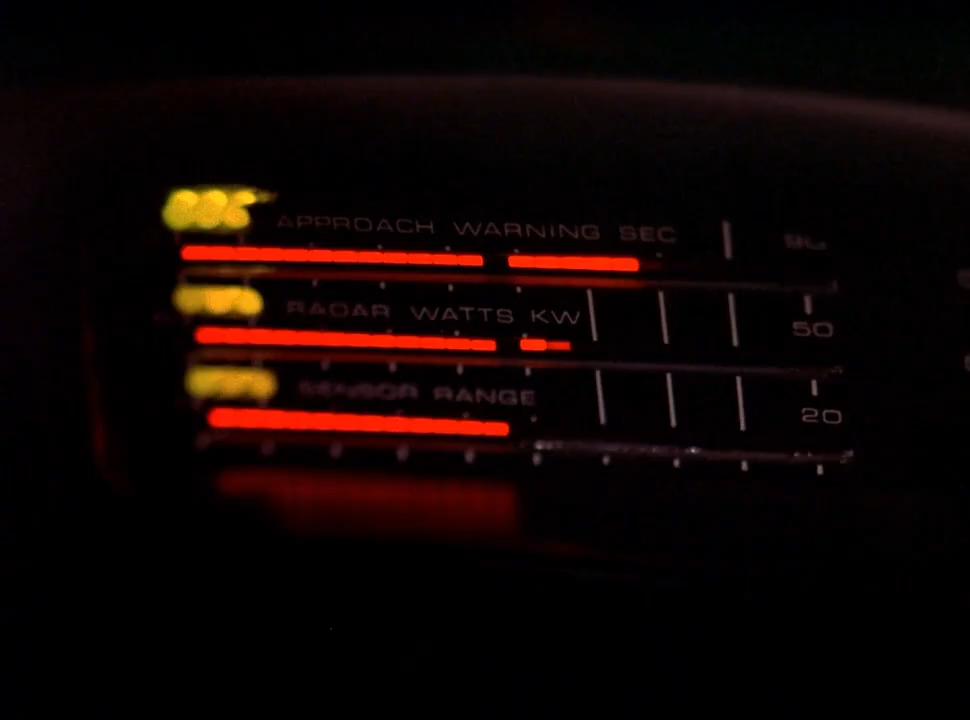 APPROACH WARNING SEC
RADAR WATTS KW
50
SENSOR RANGE
20